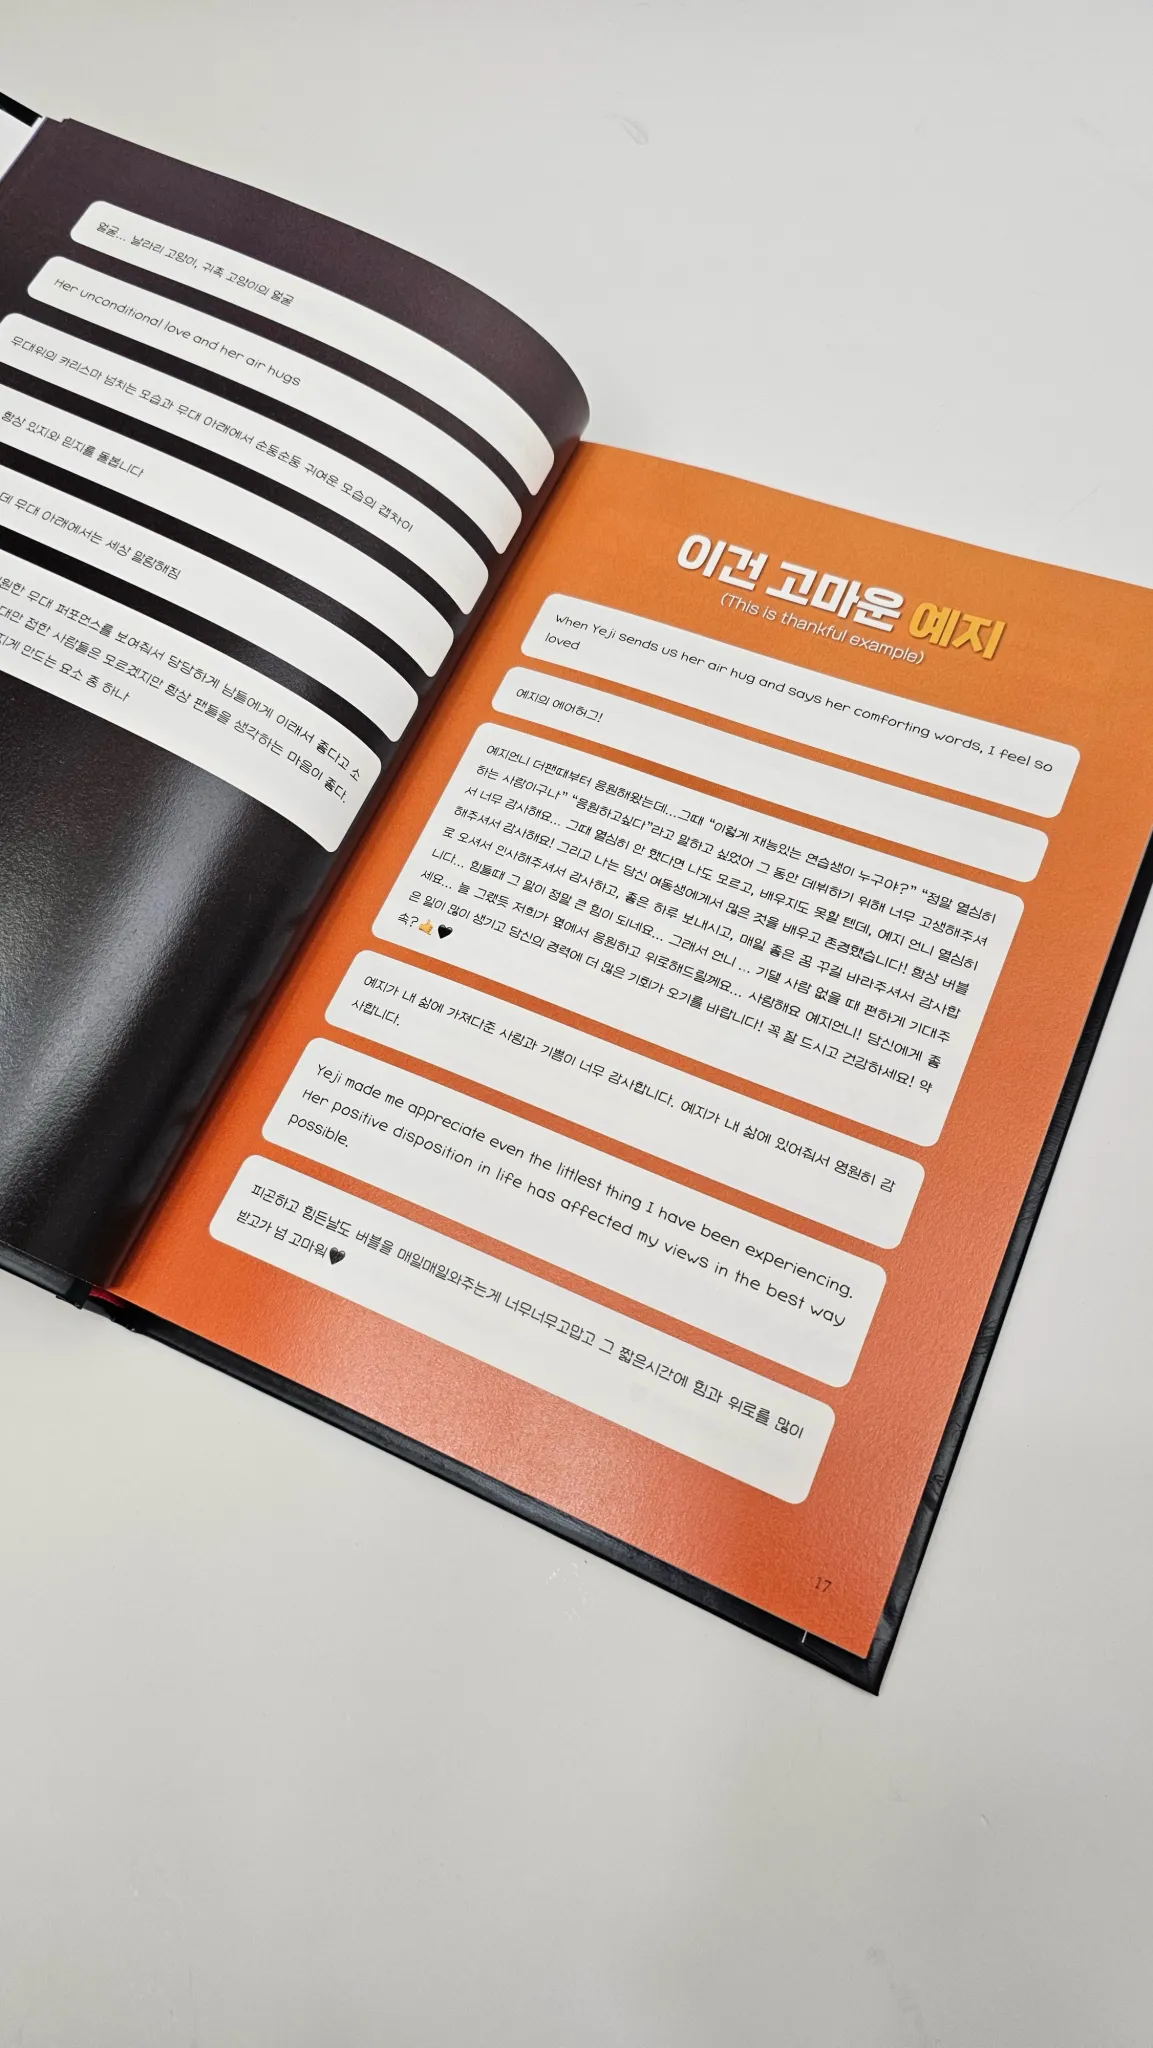 얼굴... 날라리 고양이, 귀족 고양이의 얼굴
Her unconditional love and her air hugs
무대위의 카리스마 넘치는 모습과 무대 아래에서 순둥순둥 귀여운 모습의 갭차이
항상 있지와 믿지를 돌봅니다
데 무대 아래에서는 세상 말랑해짐
원한 무대 퍼포먼스를 보여줘서 당당하게 남들에게 이래서 좋다고 소
대만 접한 사람들은 모르겠지만 항상 팬들을 생각하는 마음이 좋다.
지게 만드는 요소 중 하나
이건 고마운 예지
(This is thankful example)
when Yeji sends us her air hug and says her comforting words, I feel so
loved
예지의 에어허그!
예지언니 더팬때부터 응원해왔는데...그때 “이렇게 재능있는 연습생이 누구야?” “정말 열심히
하는 사람이구나” “응원하고싶다”라고 말하고 싶었어 그 동안 데뷔하기 위해 너무 고생해주셔
서 너무 감사해요... 그때 열심히 안 했다면 나도 모르고, 배우지도 못할 텐데, 예지 언니 열심히
해주셔서 감사해요! 그리고 나는 당신 여동생에게서 많은 것을 배우고 존경했습니다! 항상 버블
로 오셔서 인사해주셔서 감사하고, 좋은 하루 보내시고, 매일 좋은 꿈 꾸길 바라주셔서 감사합
니다... 힘들때 그 말이 정말 큰 힘이 되네요... 그래서 언니 ... 기댈 사람 없을 때 편하게 기대주
세요... 늘 그랬듯 저희가 옆에서 응원하고 위로해드릴께요... 사랑해요 예지언니! 당신에게 좋
은 일이 많이 생기고 당신의 경력에 더 많은 기회가 오기를 바랍니다! 꼭 잘 드시고 건강하세요! 약
속?🤙🖤
예지가 내 삶에 가져다준 사랑과 기쁨이 너무 감사합니다. 예지가 내 삶에 있어줘서 영원히 감
사합니다.
Yeji made me appreciate even the littlest thing I have been experiencing.
Her positive disposition in life has affected my views in the best way
possible.
피곤하고 힘든날도 버블을 매일매일와주는게 너무너무고맙고 그 짧은시간에 힘과 위로를 많이
받고가 넘 고마워🖤
17